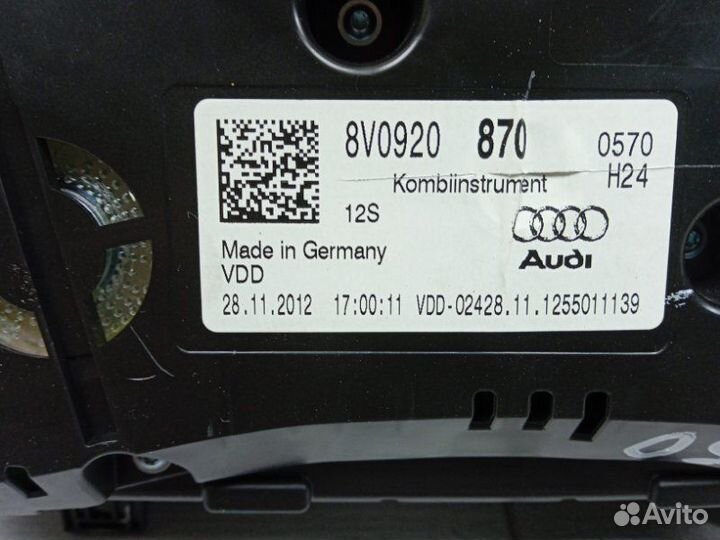 8V0920 870 0570
Kombiinstrument H24
12S
Audi
Made in Germany
VDD
28.11.2012 17:00:11 VDD-02428.11.1255011139
Avito